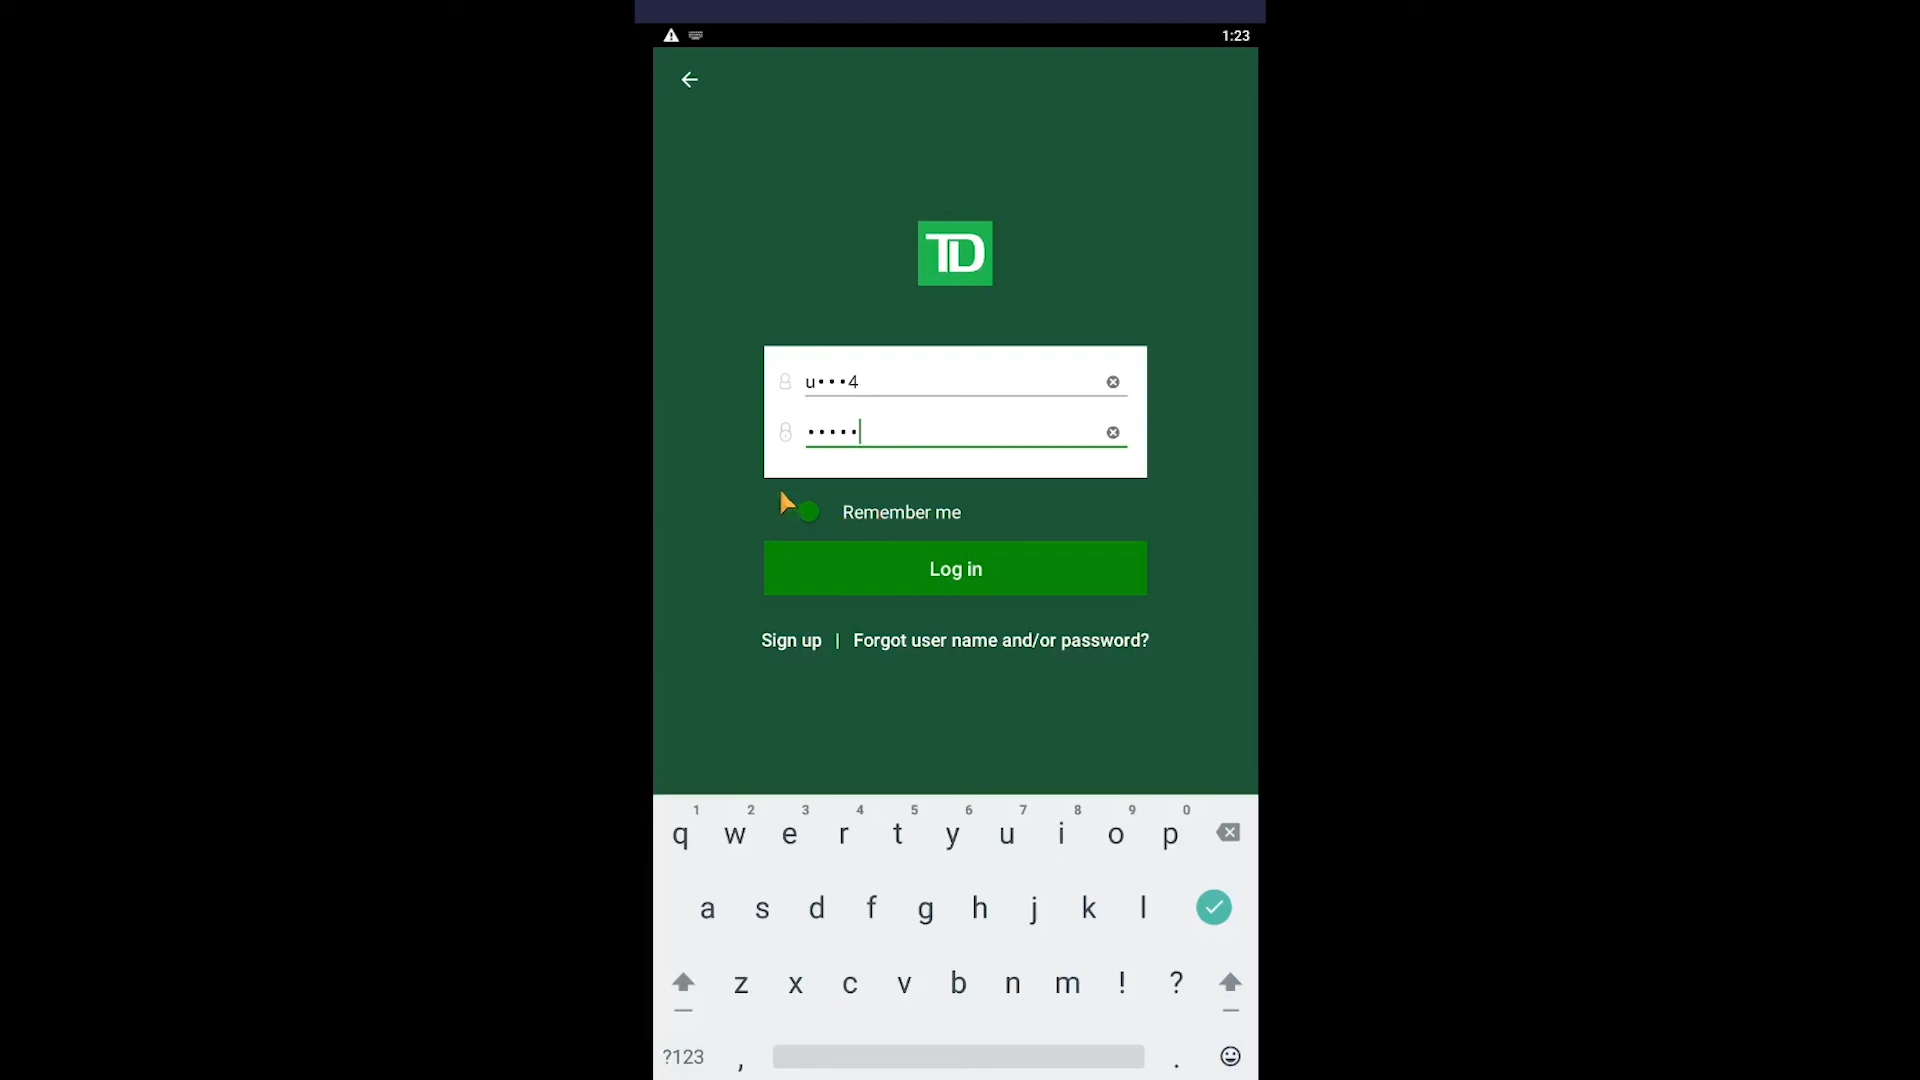 1:23
TD
u•••4
•••••
Remember me
Log in
Sign up | Forgot user name and/or password?
1 2 3 4 5 6 7 8 9 0
q w e r t y u i o p
a s d f g h j k l
z x c v b n m ! ?
?123 , .